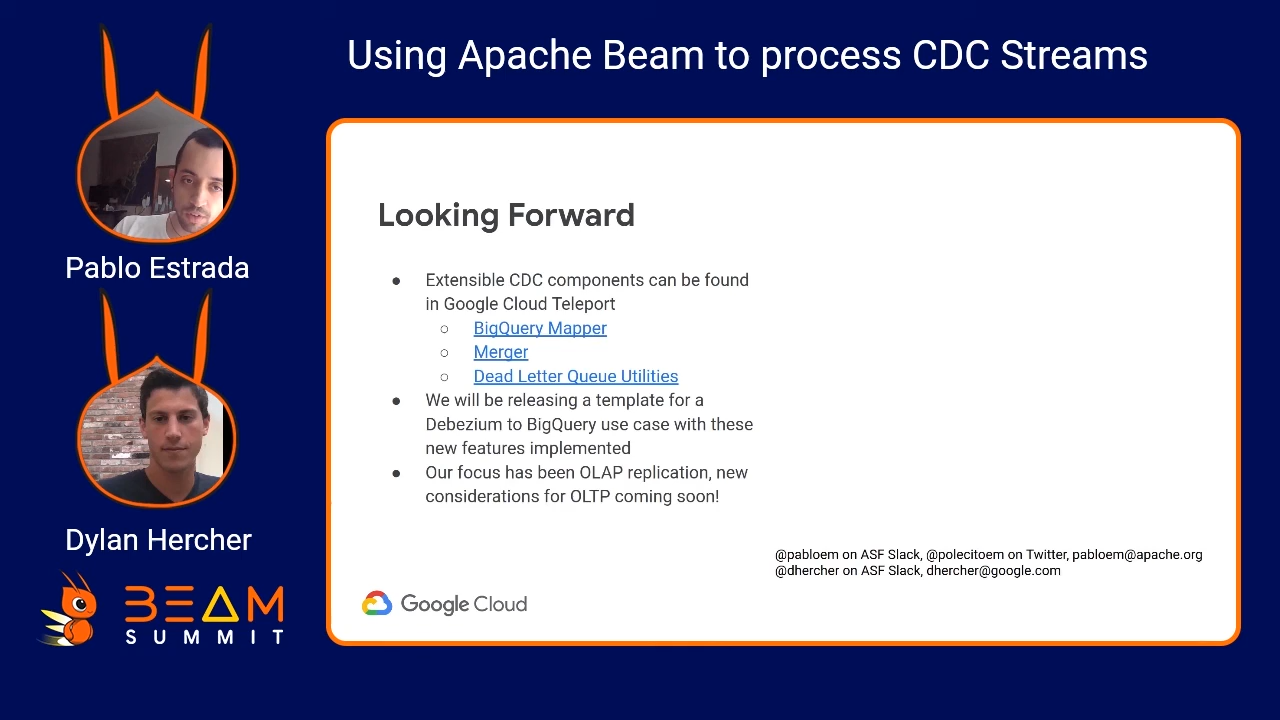 Using Apache Beam to process CDC Streams
Pablo Estrada
Dylan Hercher
BEAM
SUMMIT
Looking Forward
● Extensible CDC components can be found
in Google Cloud Teleport
○ BigQuery Mapper
○ Merger
○ Dead Letter Queue Utilities
● We will be releasing a template for a
Debezium to BigQuery use case with these
new features implemented
● Our focus has been OLAP replication, new
considerations for OLTP coming soon!
@pabloem on ASF Slack, @polecitoem on Twitter, pabloem@apache.org
@dhercher on ASF Slack, dhercher@google.com
Google Cloud